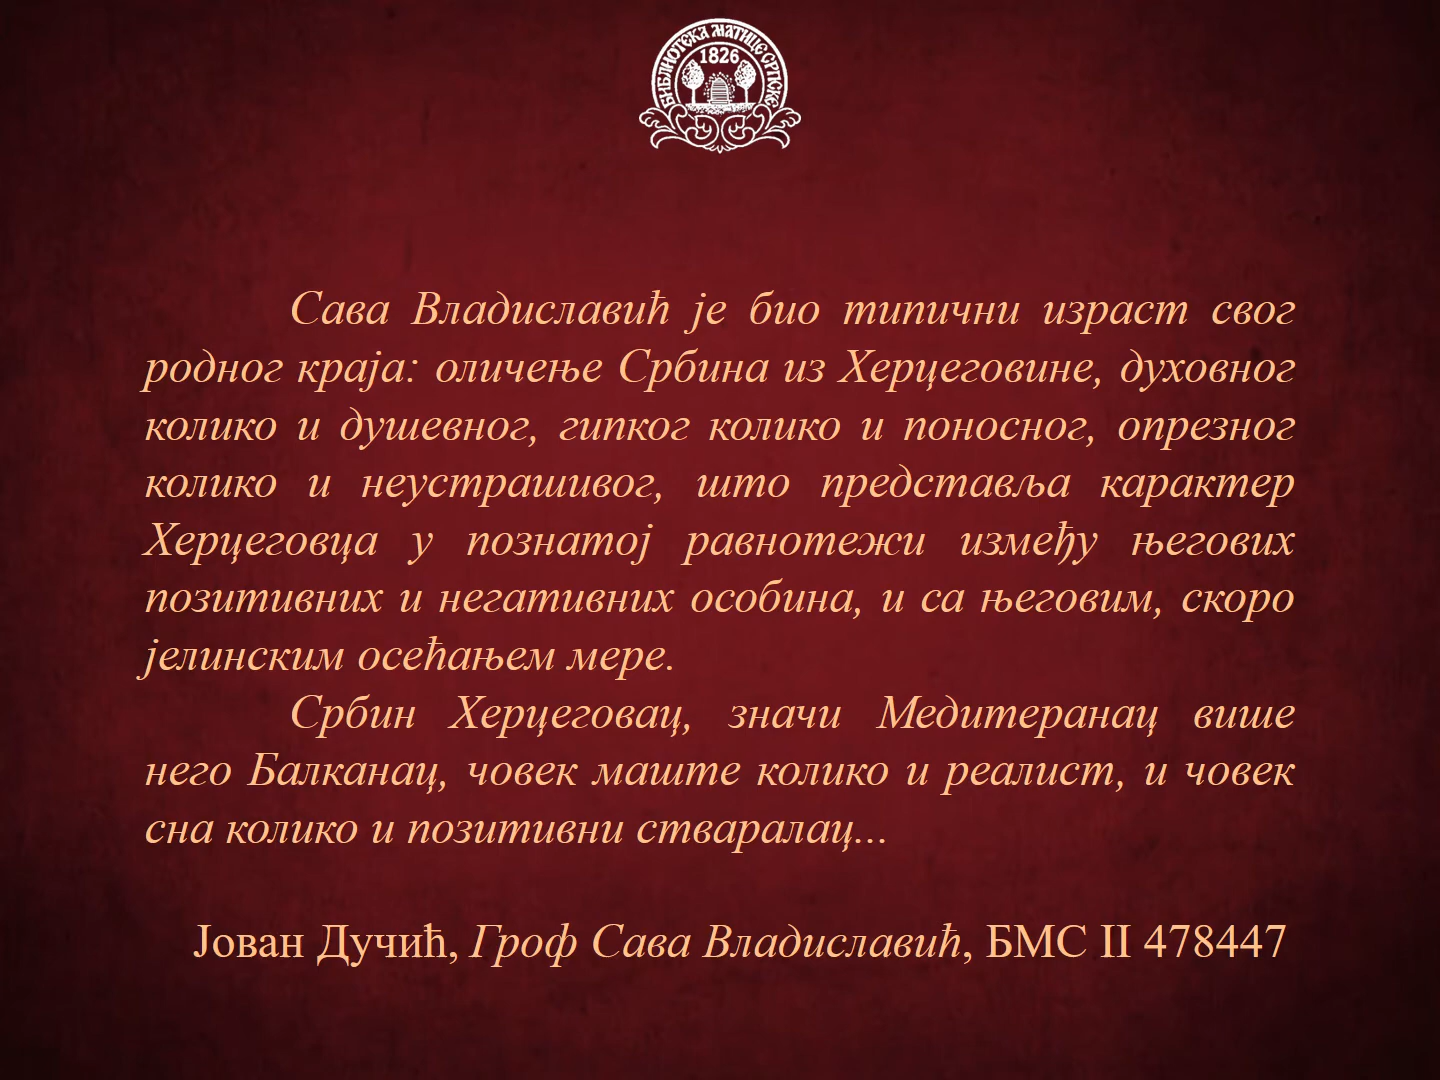 БИБЛИОТЕКА МАТИЦЕ СРПСКЕ
1826
Сава Владиславић је био типични израст свог
родног краја: оличење Србина из Херцеговине, духовног
колико и душевног, гипког колико и поносног, опрезног
колико и неустрашивог, што представља карактер
Херцеговца у познатој равнотежи између његових
позитивних и негативних особина, и са његовим, скоро
јелинским осећањем мере.
Србин Херцеговац, значи Медитеранац више
него Балканац, човек маште колико и реалист, и човек
сна колико и позитивни стваралац...
Јован Дучић, Гроф Сава Владиславић, БМС II 478447